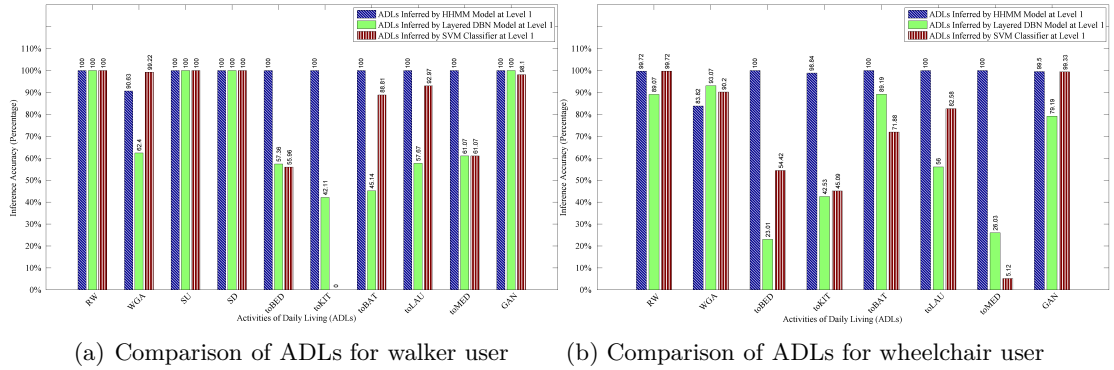 ADLs Inferred by HHMM Model at Level 1
ADLs Inferred by Layered DBN Model at Level 1
ADLs Inferred by SVM Classifier at Level 1
110%
100%
90%
80%
70%
60%
50%
40%
30%
20%
10%
0%
Inference Accuracy (Percentage)
100 100 100
90.63 62.4 99.22
100 100 100
100 100 100
100 57.36 55.96
100 42.11 0
100 45.14 88.81
100 57.67 92.97
100 61.07 61.07
100 100 98.1
RW WGA SU SD toBED toKIT toBAT toLAU toMED GAN
Activities of Daily Living (ADLs)
(a) Comparison of ADLs for walker user
ADLs Inferred by HHMM Model at Level 1
ADLs Inferred by Layered DBN Model at Level 1
ADLs Inferred by SVM Classifier at Level 1
110%
100%
90%
80%
70%
60%
50%
40%
30%
20%
10%
0%
Inference Accuracy (Percentage)
99.72 89.07 99.72
83.82 93.07 90.2
100 23.01 54.42
98.84 42.53 45.09
100 89.19 71.88
100 56 82.58
100 26.03 5.12
99.5 79.19 99.33
RW WGA toBED toKIT toBAT toLAU toMED GAN
Activities of Daily Living (ADLs)
(b) Comparison of ADLs for wheelchair user